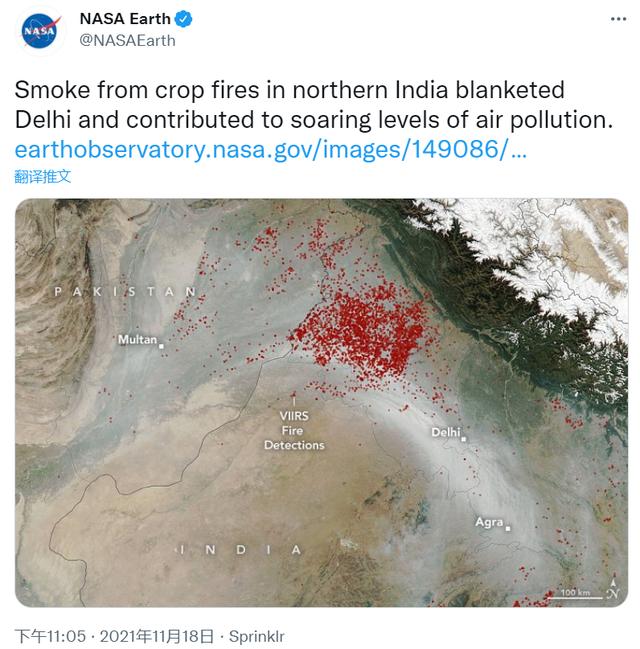 NASA Earth
@NASAEarth
NASA
Smoke from crop fires in northern India blanketed
Delhi and contributed to soaring levels of air pollution.
earthobservatory.nasa.gov/images/149086/...
翻译推文
PAKISTAN
Multan
VIIRS
Fire
Detections
Delhi
Agra
INDIA
100 km
N
下午11:05 · 2021年11月18日 · Sprinklr